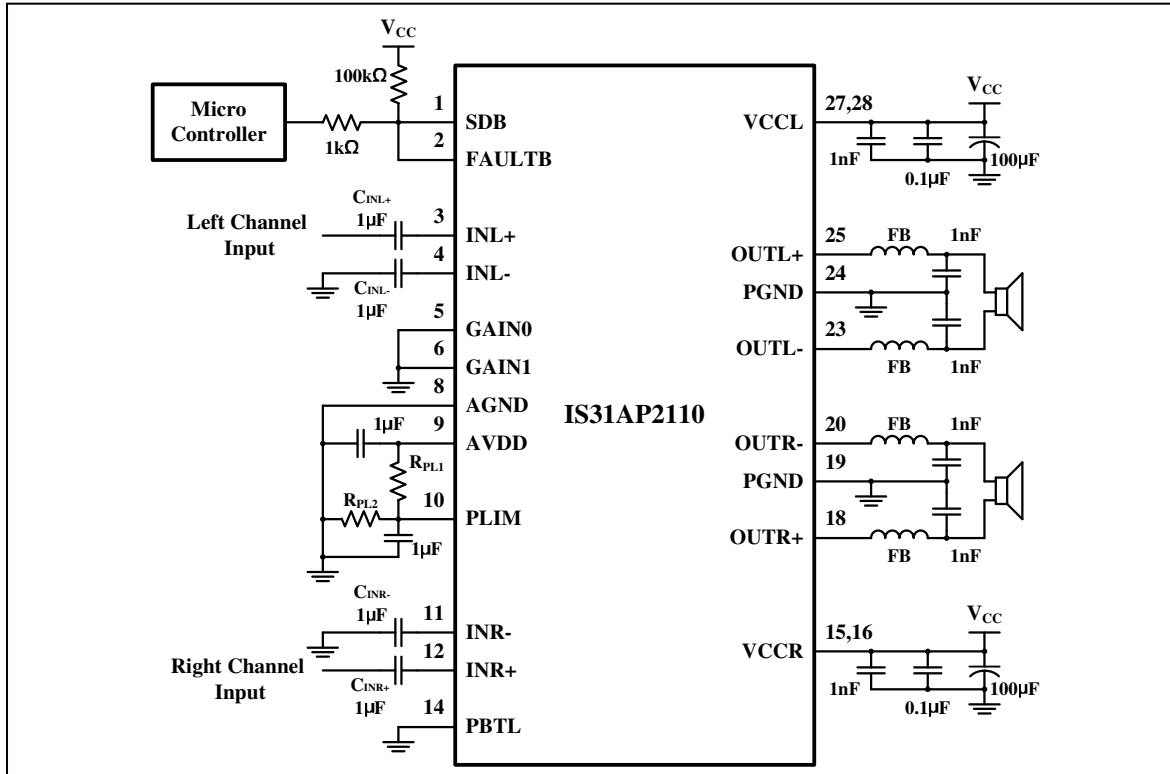 VCC
100kΩ
Micro
Controller
1kΩ
1
SDB
2
FAULTB
CINL+
1µF
Left Channel
Input
3
INL+
4
INL-
CINL-
1µF
5
GAIN0
6
GAIN1
8
AGND
1µF
9
AVDD
RPL1
RPL2
10
PLIM
1µF
CINR-
1µF
11
INR-
Right Channel
Input
12
INR+
CINR+
1µF
14
PBTL
IS31AP2110
VCC
27,28
VCCL
1nF
0.1µF
100µF
25
OUTL+
FB
1nF
24
PGND
23
OUTL-
FB
1nF
20
OUTR-
FB
1nF
19
PGND
18
OUTR+
FB
1nF
VCC
15,16
VCCR
1nF
0.1µF
100µF